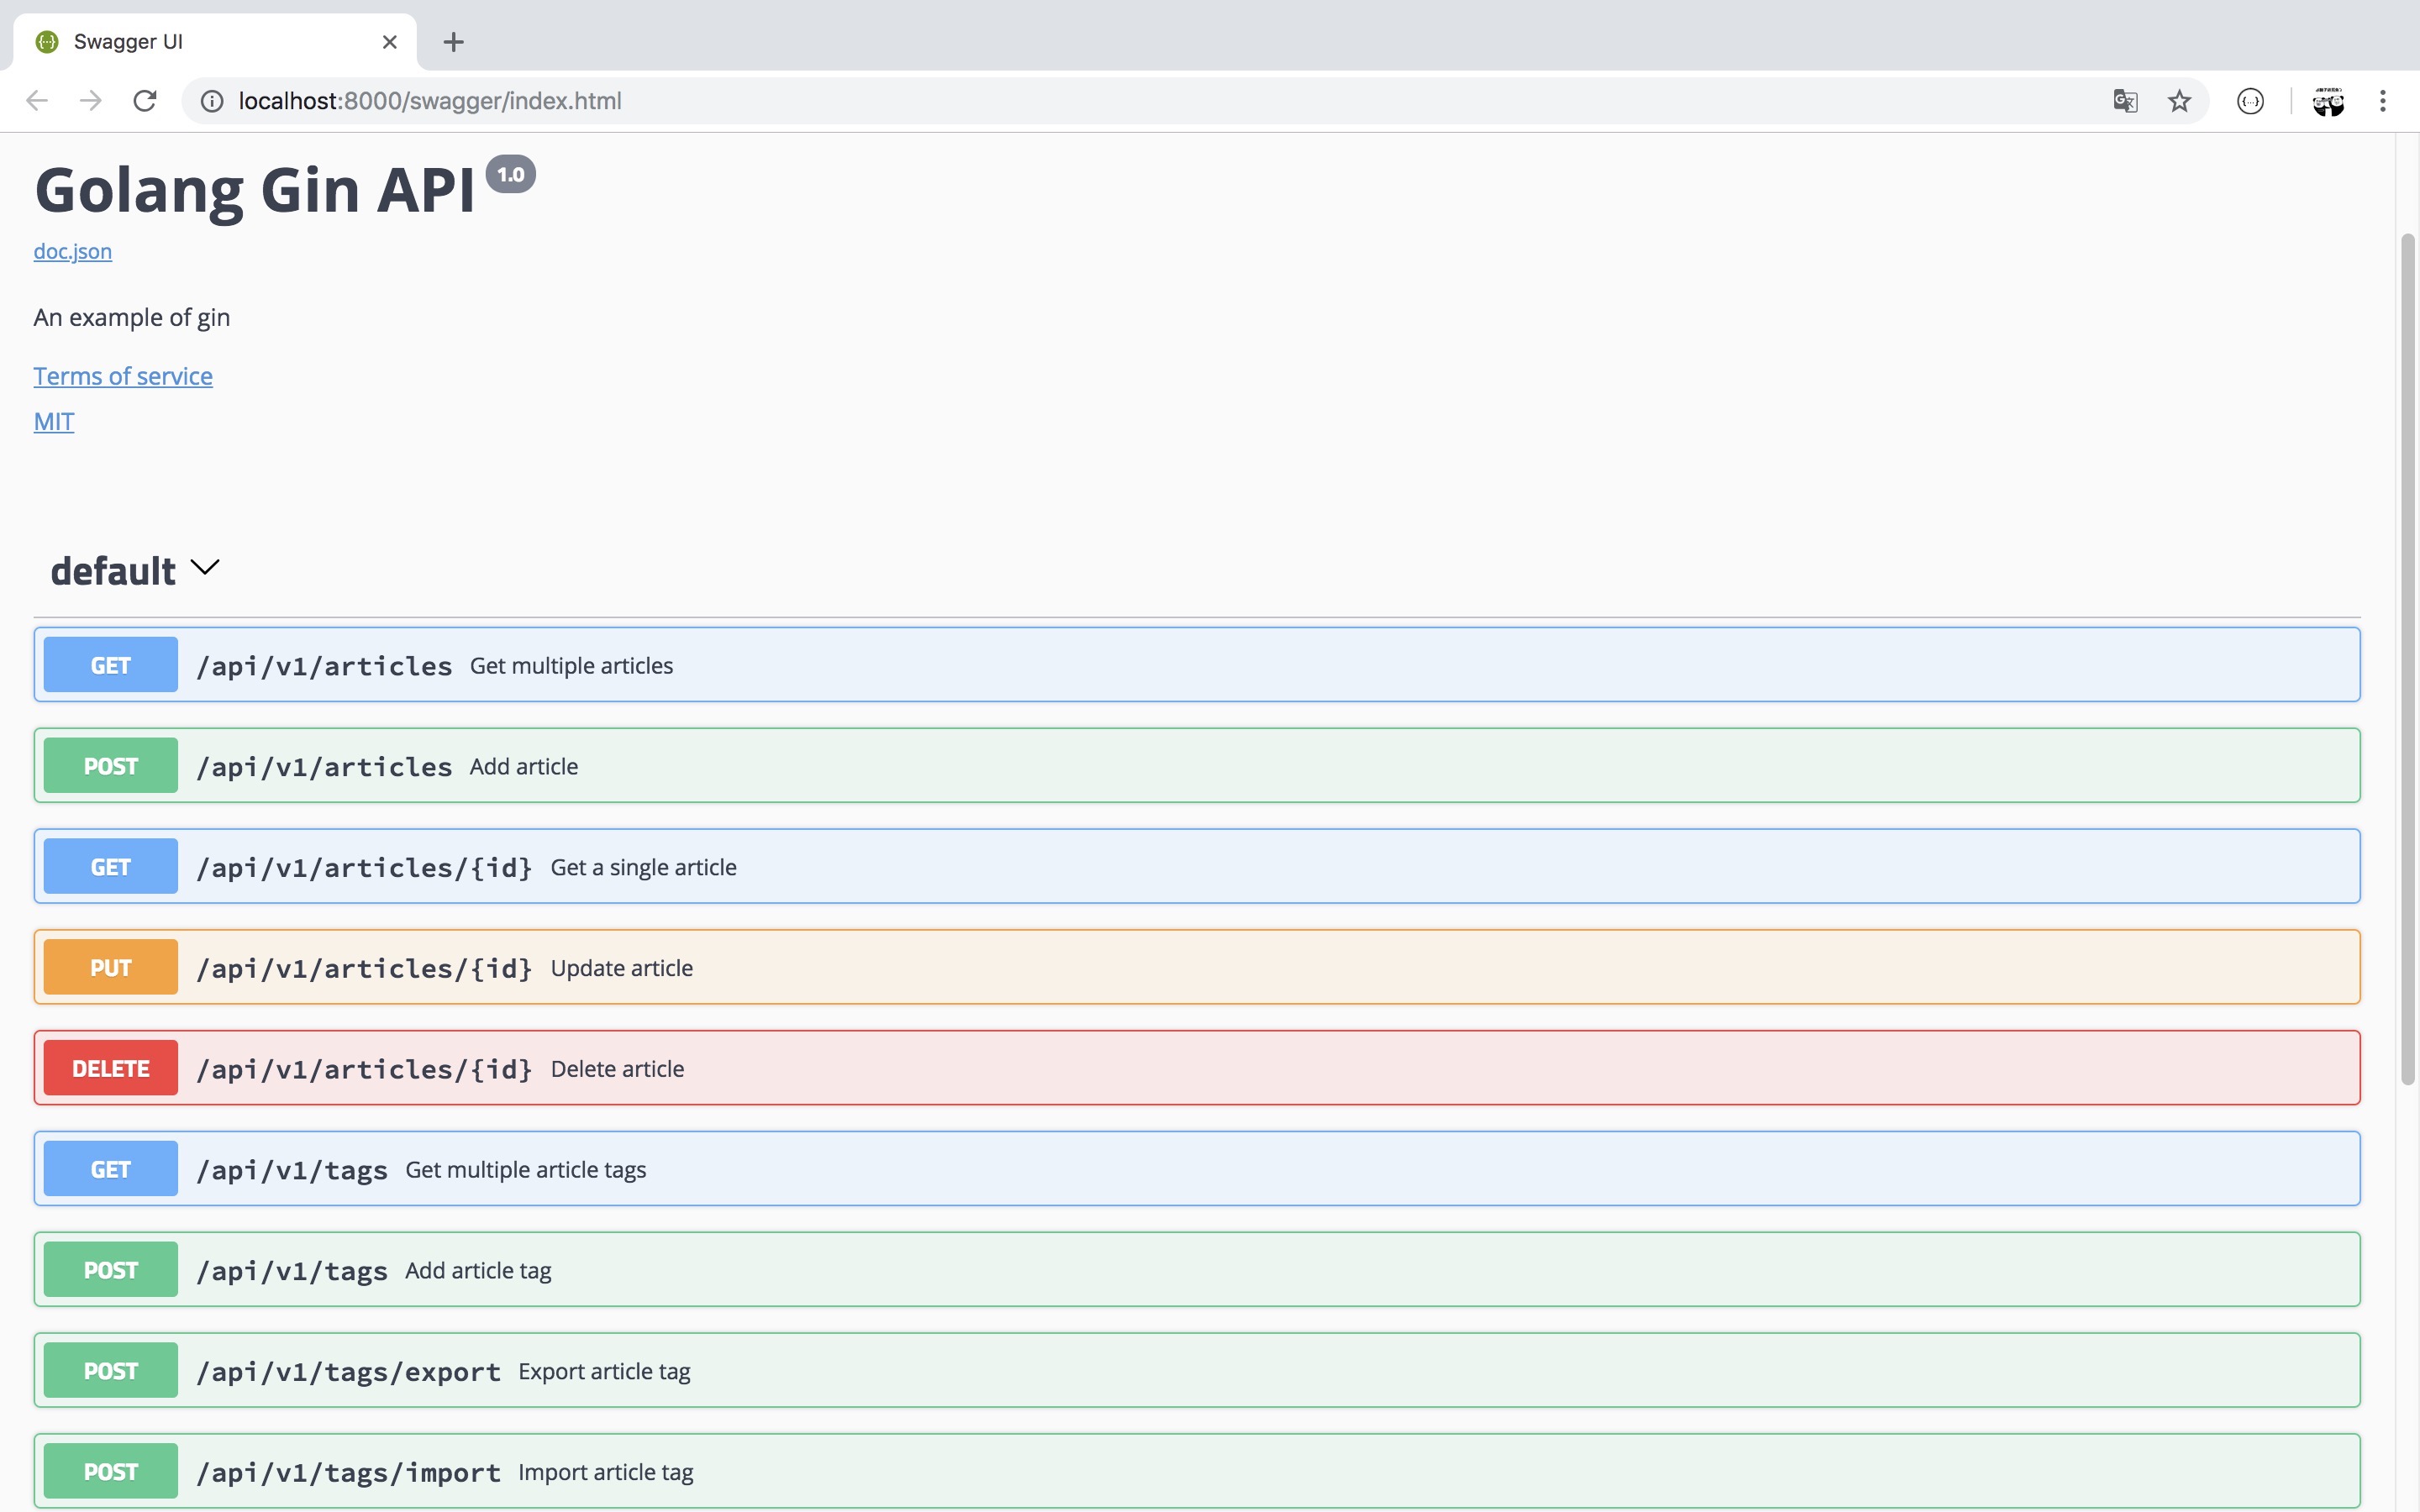 Swagger UI
localhost:8000/swagger/index.html
Golang Gin API 1.0
doc.json
An example of gin
Terms of service
MIT
default
GET /api/v1/articles Get multiple articles
POST /api/v1/articles Add article
GET /api/v1/articles/{id} Get a single article
PUT /api/v1/articles/{id} Update article
DELETE /api/v1/articles/{id} Delete article
GET /api/v1/tags Get multiple article tags
POST /api/v1/tags Add article tag
POST /api/v1/tags/export Export article tag
POST /api/v1/tags/import Import article tag